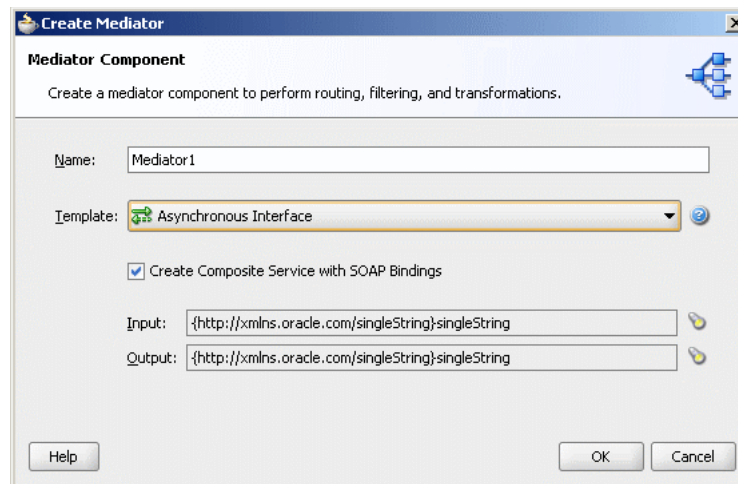 Create Mediator
Mediator Component
Create a mediator component to perform routing, filtering, and transformations.
Name: Mediator1
Template: Asynchronous Interface
Create Composite Service with SOAP Bindings
Input: {http://xmlns.oracle.com/singleString}singleString
Output: {http://xmlns.oracle.com/singleString}singleString
Help OK Cancel